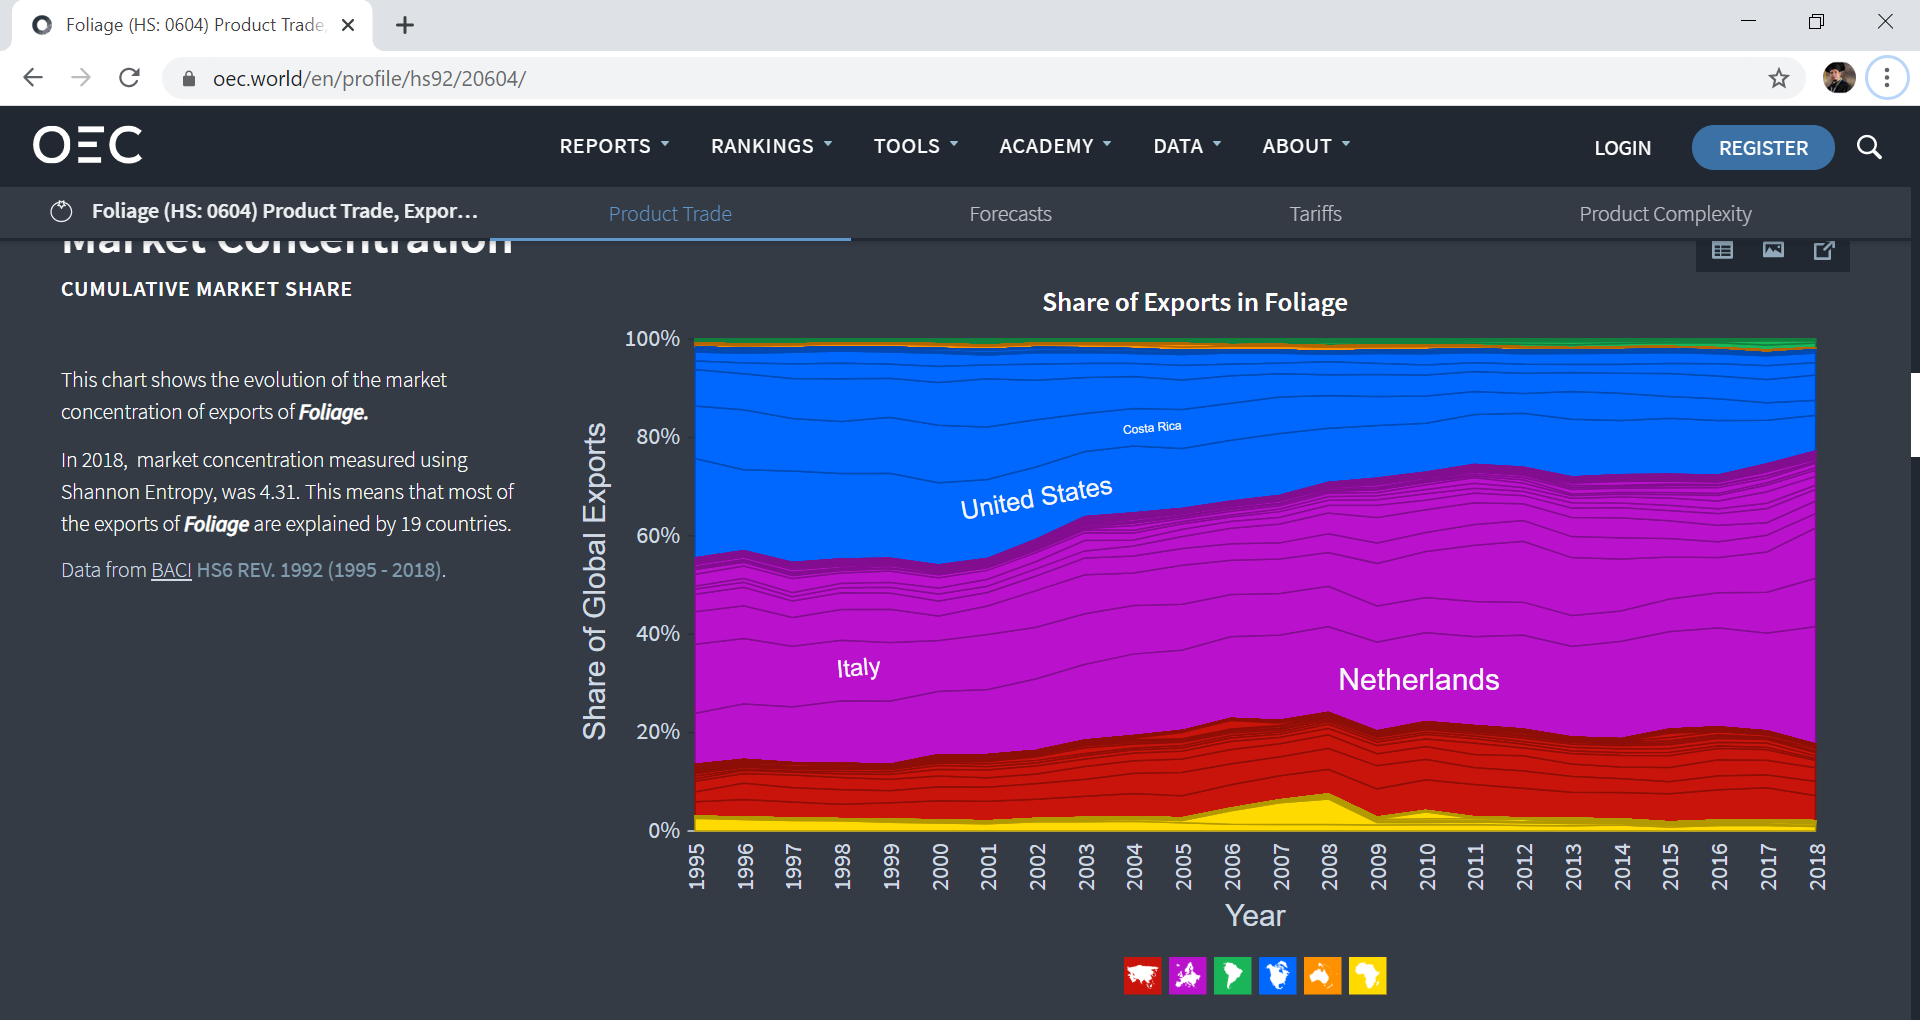 Foliage (HS: 0604) Product Trade,
oec.world/en/profile/hs92/20604/
OEC
REPORTS
RANKINGS
TOOLS
ACADEMY
DATA
ABOUT
LOGIN
REGISTER
Foliage (HS: 0604) Product Trade, Expor...
Product Trade
Forecasts
Tariffs
Product Complexity
Market Concentration
CUMULATIVE MARKET SHARE
This chart shows the evolution of the market
concentration of exports of Foliage.
In 2018, market concentration measured using
Shannon Entropy, was 4.31. This means that most of
the exports of Foliage are explained by 19 countries.
Data from BACI HS6 REV. 1992 (1995 - 2018).
Share of Exports in Foliage
Share of Global Exports
100%
80%
60%
40%
20%
0%
Costa Rica
United States
Italy
Netherlands
1995
1996
1997
1998
1999
2000
2001
2002
2003
2004
2005
2006
2007
2008
2009
2010
2011
2012
2013
2014
2015
2016
2017
2018
Year